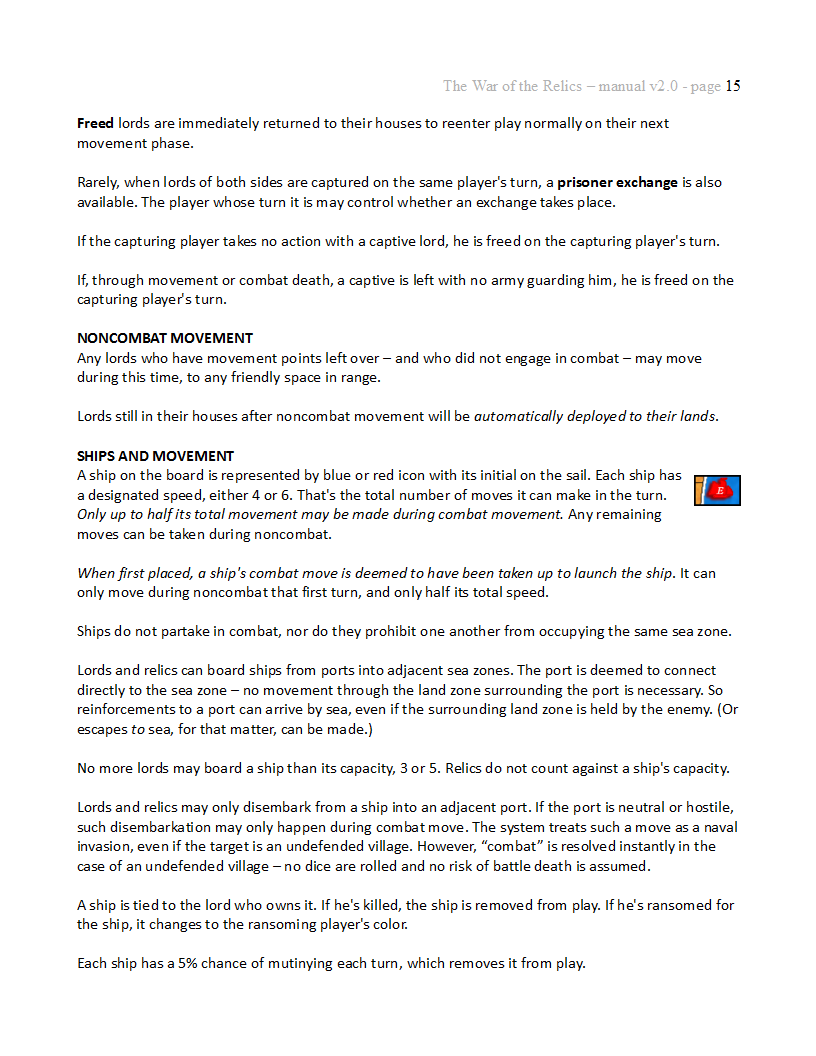 The War of the Relics – manual v2.0 - page 15
Freed lords are immediately returned to their houses to reenter play normally on their next
movement phase.
Rarely, when lords of both sides are captured on the same player's turn, a prisoner exchange is also
available. The player whose turn it is may control whether an exchange takes place.
If the capturing player takes no action with a captive lord, he is freed on the capturing player's turn.
If, through movement or combat death, a captive is left with no army guarding him, he is freed on the
capturing player's turn.
NONCOMBAT MOVEMENT
Any lords who have movement points left over – and who did not engage in combat – may move
during this time, to any friendly space in range.
Lords still in their houses after noncombat movement will be automatically deployed to their lands.
SHIPS AND MOVEMENT
A ship on the board is represented by blue or red icon with its initial on the sail. Each ship has
a designated speed, either 4 or 6. That's the total number of moves it can make in the turn.
Only up to half its total movement may be made during combat movement. Any remaining
moves can be taken during noncombat.
E
When first placed, a ship's combat move is deemed to have been taken up to launch the ship. It can
only move during noncombat that first turn, and only half its total speed.
Ships do not partake in combat, nor do they prohibit one another from occupying the same sea zone.
Lords and relics can board ships from ports into adjacent sea zones. The port is deemed to connect
directly to the sea zone – no movement through the land zone surrounding the port is necessary. So
reinforcements to a port can arrive by sea, even if the surrounding land zone is held by the enemy. (Or
escapes to sea, for that matter, can be made.)
No more lords may board a ship than its capacity, 3 or 5. Relics do not count against a ship's capacity.
Lords and relics may only disembark from a ship into an adjacent port. If the port is neutral or hostile,
such disembarkation may only happen during combat move. The system treats such a move as a naval
invasion, even if the target is an undefended village. However, “combat” is resolved instantly in the
case of an undefended village – no dice are rolled and no risk of battle death is assumed.
A ship is tied to the lord who owns it. If he's killed, the ship is removed from play. If he's ransomed for
the ship, it changes to the ransoming player's color.
Each ship has a 5% chance of mutinying each turn, which removes it from play.